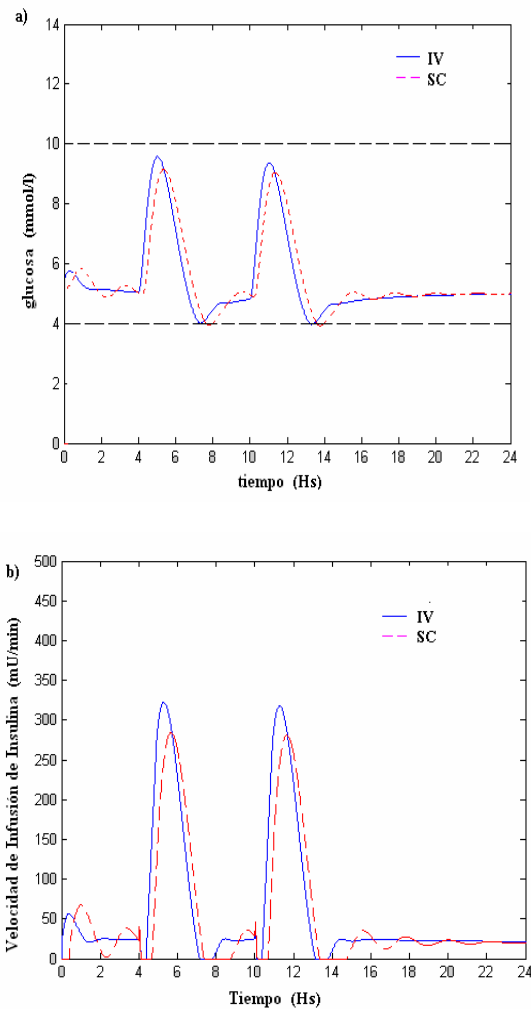 a)
14
12
10
8
6
4
2
0
glucosa (mmol/l)
IV
SC
0 2 4 6 8 10 12 14 16 18 20 22 24
tiempo (Hs)
b)
500
450
400
350
300
250
200
150
100
50
0
Velocidad de Infusión de Insulina (mU/min)
IV
SC
0 2 4 6 8 10 12 14 16 18 20 22 24
Tiempo (Hs)